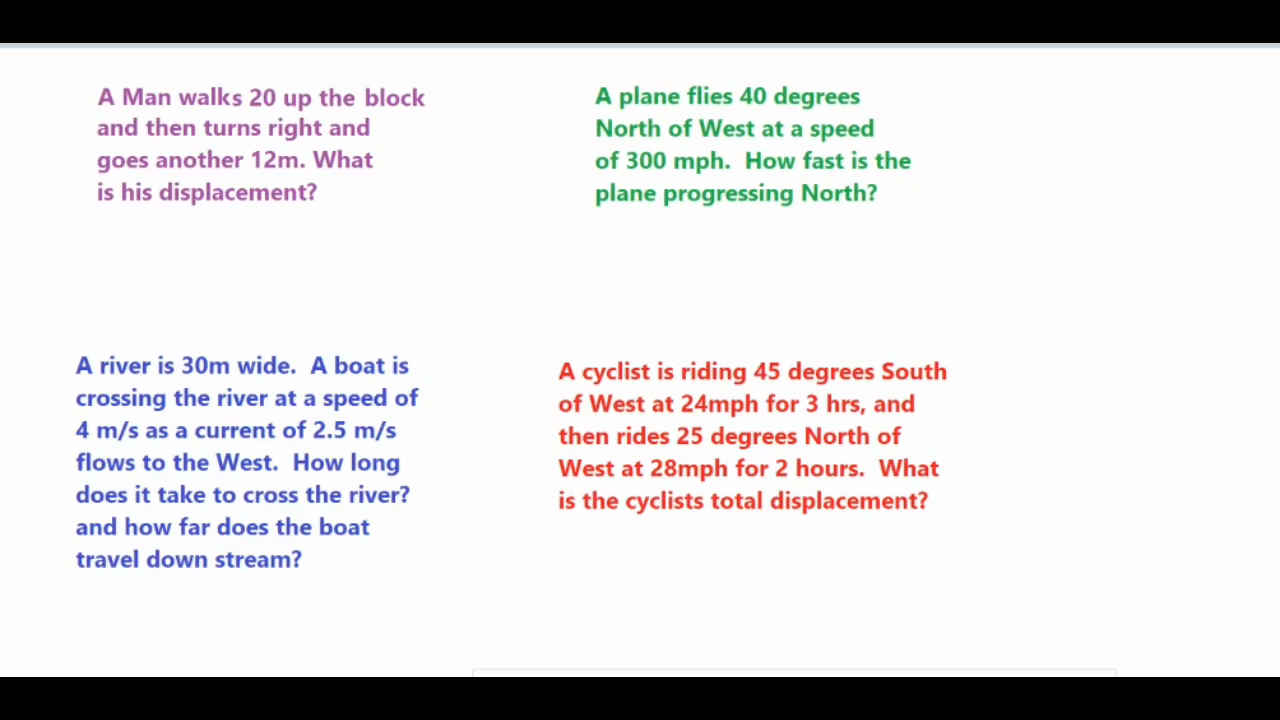 A Man walks 20 up the block
and then turns right and
goes another 12m. What
is his displacement?
A plane flies 40 degrees
North of West at a speed
of 300 mph.  How fast is the
plane progressing North?
A river is 30m wide.  A boat is
crossing the river at a speed of
4 m/s as a current of 2.5 m/s
flows to the West.  How long
does it take to cross the river?
and how far does the boat
travel down stream?
A cyclist is riding 45 degrees South
of West at 24mph for 3 hrs, and
then rides 25 degrees North of
West at 28mph for 2 hours.  What
is the cyclists total displacement?